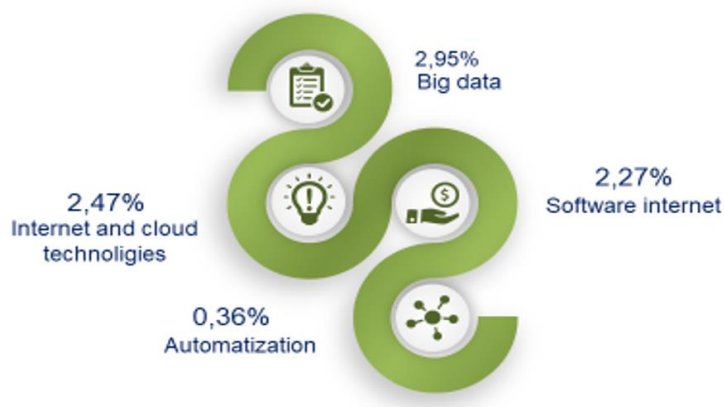 2,95%
Big data
2,47%
Internet and cloud
technoligies
2,27%
Software internet
0,36%
Automatization